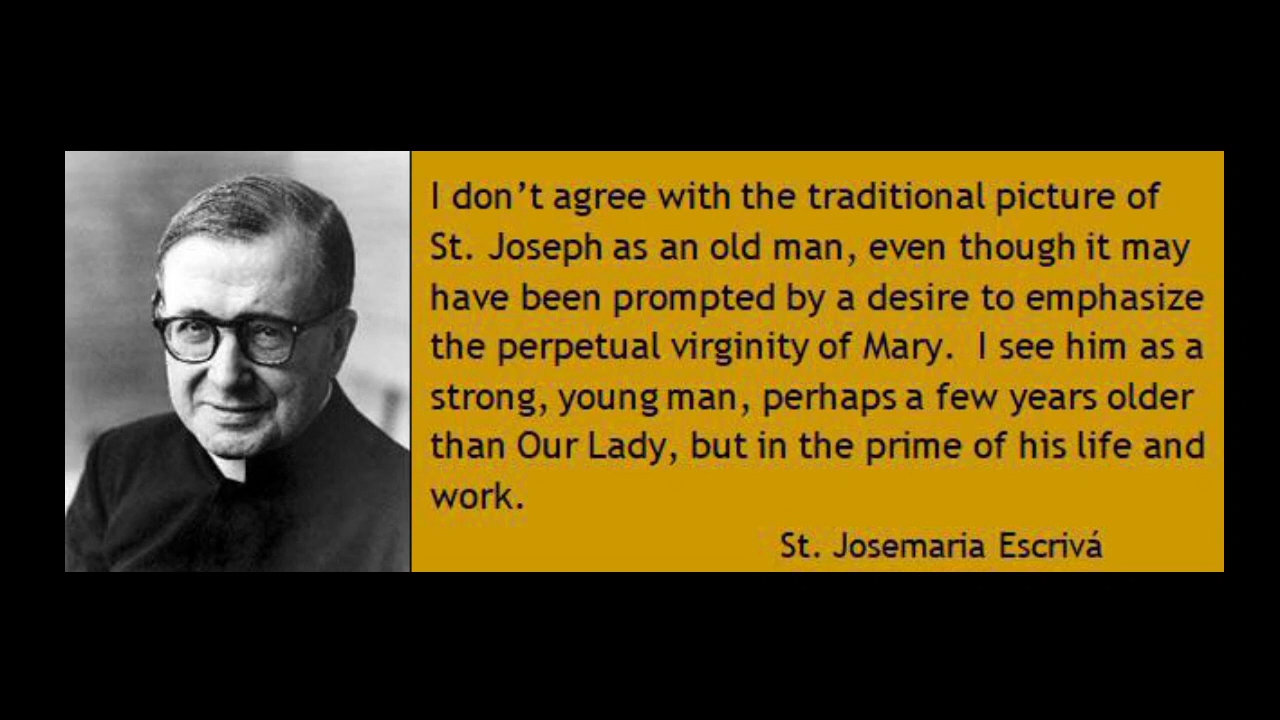 I don’t agree with the traditional picture of
St. Joseph as an old man, even though it may
have been prompted by a desire to emphasize
the perpetual virginity of Mary.  I see him as a
strong, young man, perhaps a few years older
than Our Lady, but in the prime of his life and
work.
St. Josemaria Escrivá